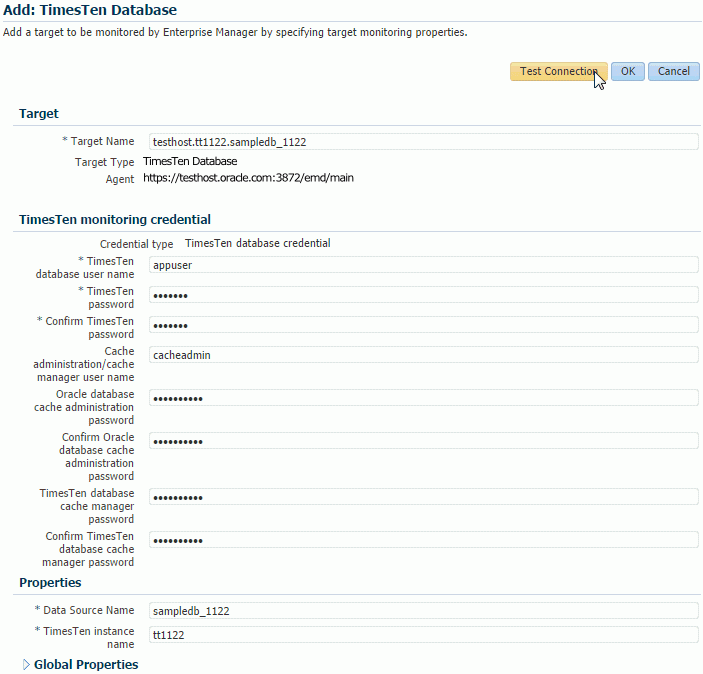 Add: TimesTen Database
Add a target to be monitored by Enterprise Manager by specifying target monitoring properties.
Test Connection OK Cancel
Target
* Target Name testhost.tt1122.sampledb_1122
Target Type TimesTen Database
Agent https://testhost.oracle.com:3872/emd/main
TimesTen monitoring credential
Credential type TimesTen database credential
* TimesTen
database user name appuser
* TimesTen
password •••••••
* Confirm TimesTen
password •••••••
Cache
administration/cache cacheadmin
manager user name
Oracle database
cache administration ••••••••••
password
Confirm Oracle
database cache ••••••••••
administration
password
TimesTen database
cache manager ••••••••••
password
Confirm TimesTen
database cache ••••••••••
manager password
Properties
* Data Source Name sampledb_1122
* TimesTen instance tt1122
name
Global Properties